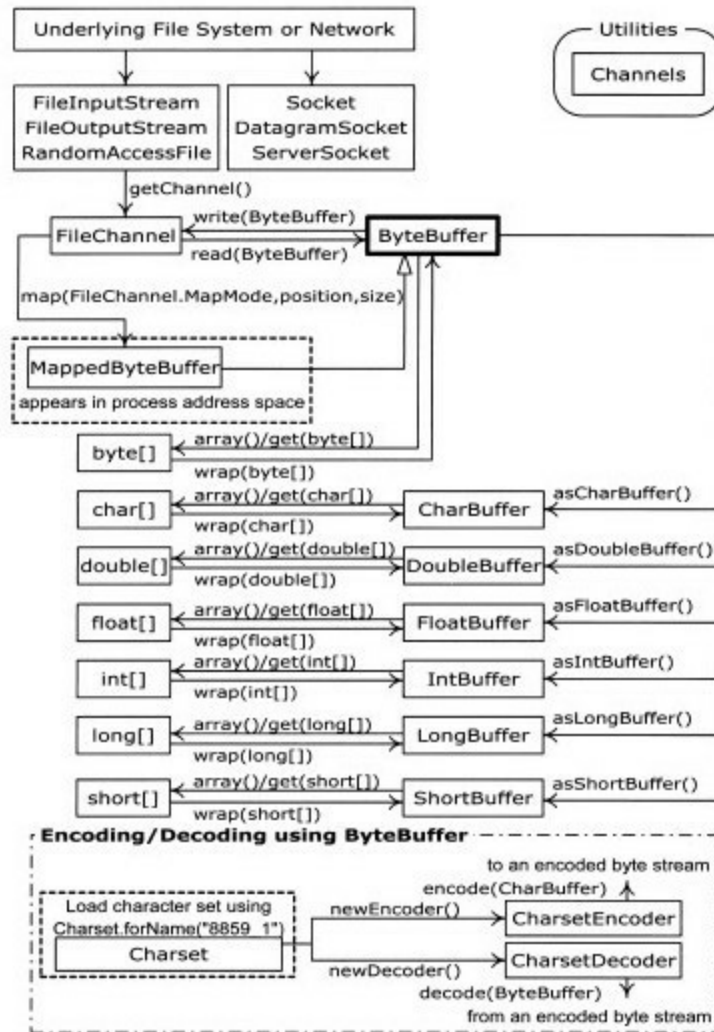 Underlying File System or Network
Utilities
Channels
FileInputStream
FileOutputStream
RandomAccessFile
Socket
DatagramSocket
ServerSocket
getChannel()
write(ByteBuffer)
FileChannel
ByteBuffer
read(ByteBuffer)
map(FileChannel.MapMode,position,size)
MappedByteBuffer
appears in process address space
array()/get(byte[])
byte[]
wrap(byte[])
array()/get(char[])
asCharBuffer()
char[]
CharBuffer
wrap(char[])
array()/get(double[])
asDoubleBuffer()
double[]
DoubleBuffer
wrap(double[])
array()/get(float[])
asFloatBuffer()
float[]
FloatBuffer
wrap(float[])
array()/get(int[])
asIntBuffer()
int[]
IntBuffer
wrap(int[])
array()/get(long[])
asLongBuffer()
long[]
LongBuffer
wrap(long[])
array()/get(short[])
asShortBuffer()
short[]
ShortBuffer
wrap(short[])
Encoding/Decoding using ByteBuffer
to an encoded byte stream
encode(CharBuffer)
Load character set using
Charset.forName("8859_1")
Charset
newEncoder()
CharsetEncoder
newDecoder()
CharsetDecoder
decode(ByteBuffer)
from an encoded byte stream